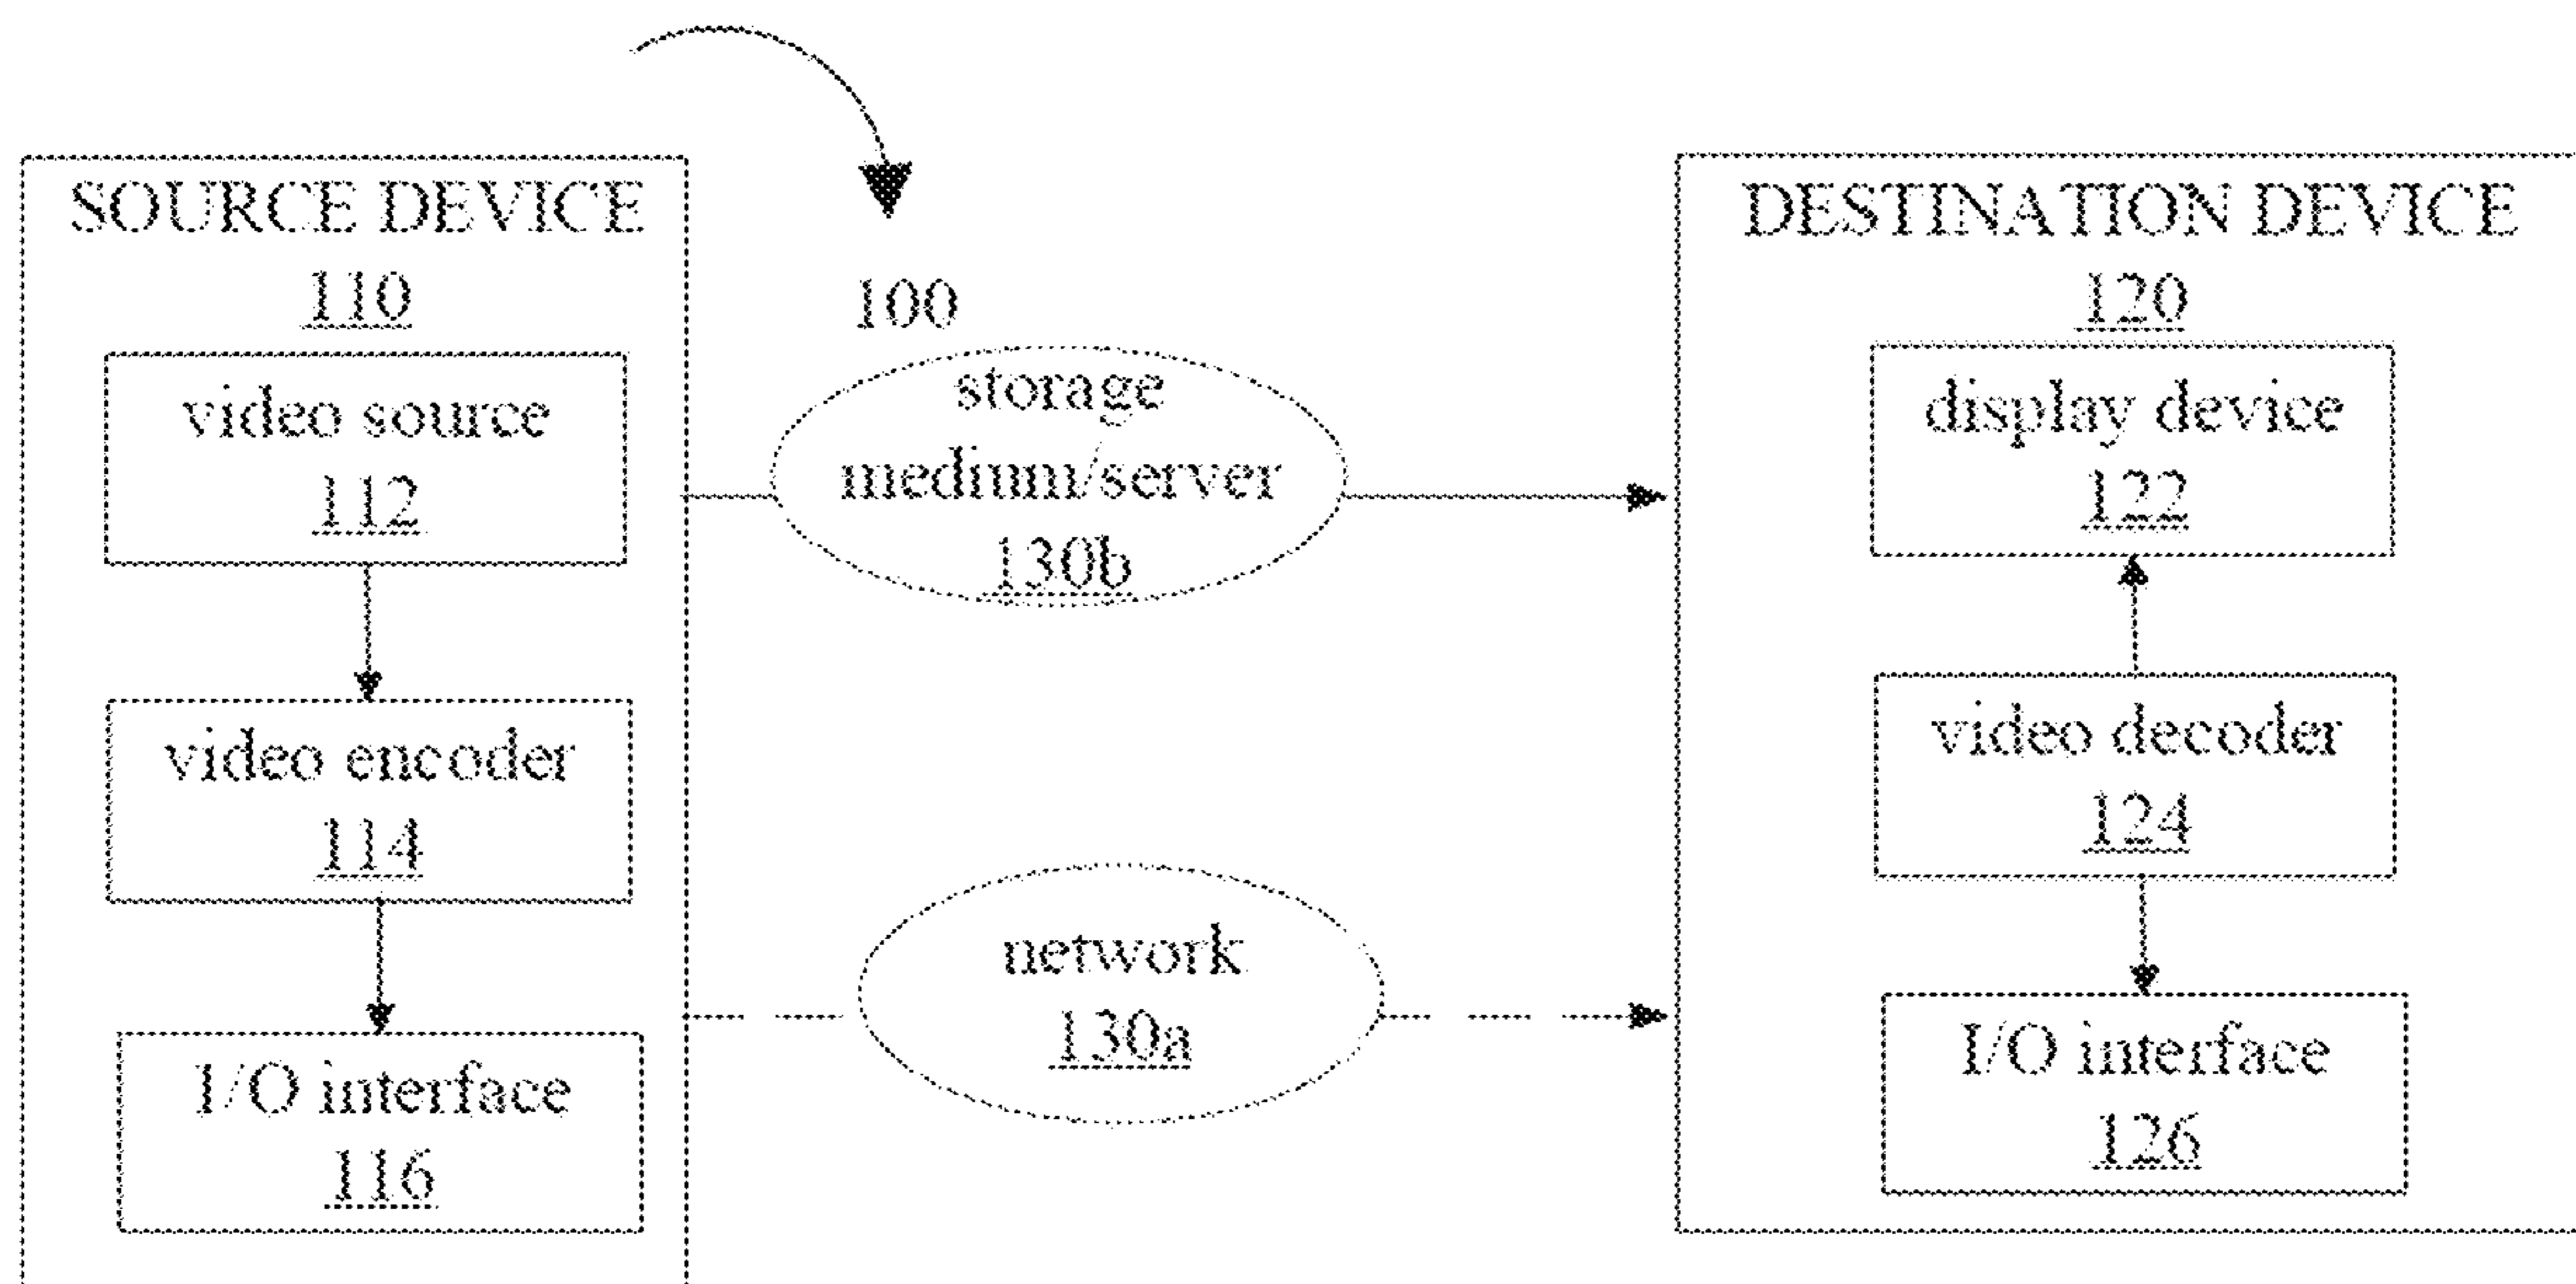 SOURCE DEVICE
110
video source
112
video encoder
114
I/O interface
116
100
storage
medium/server
130b
network
130a
DESTINATION DEVICE
120
display device
122
video decoder
124
I/O interface
126